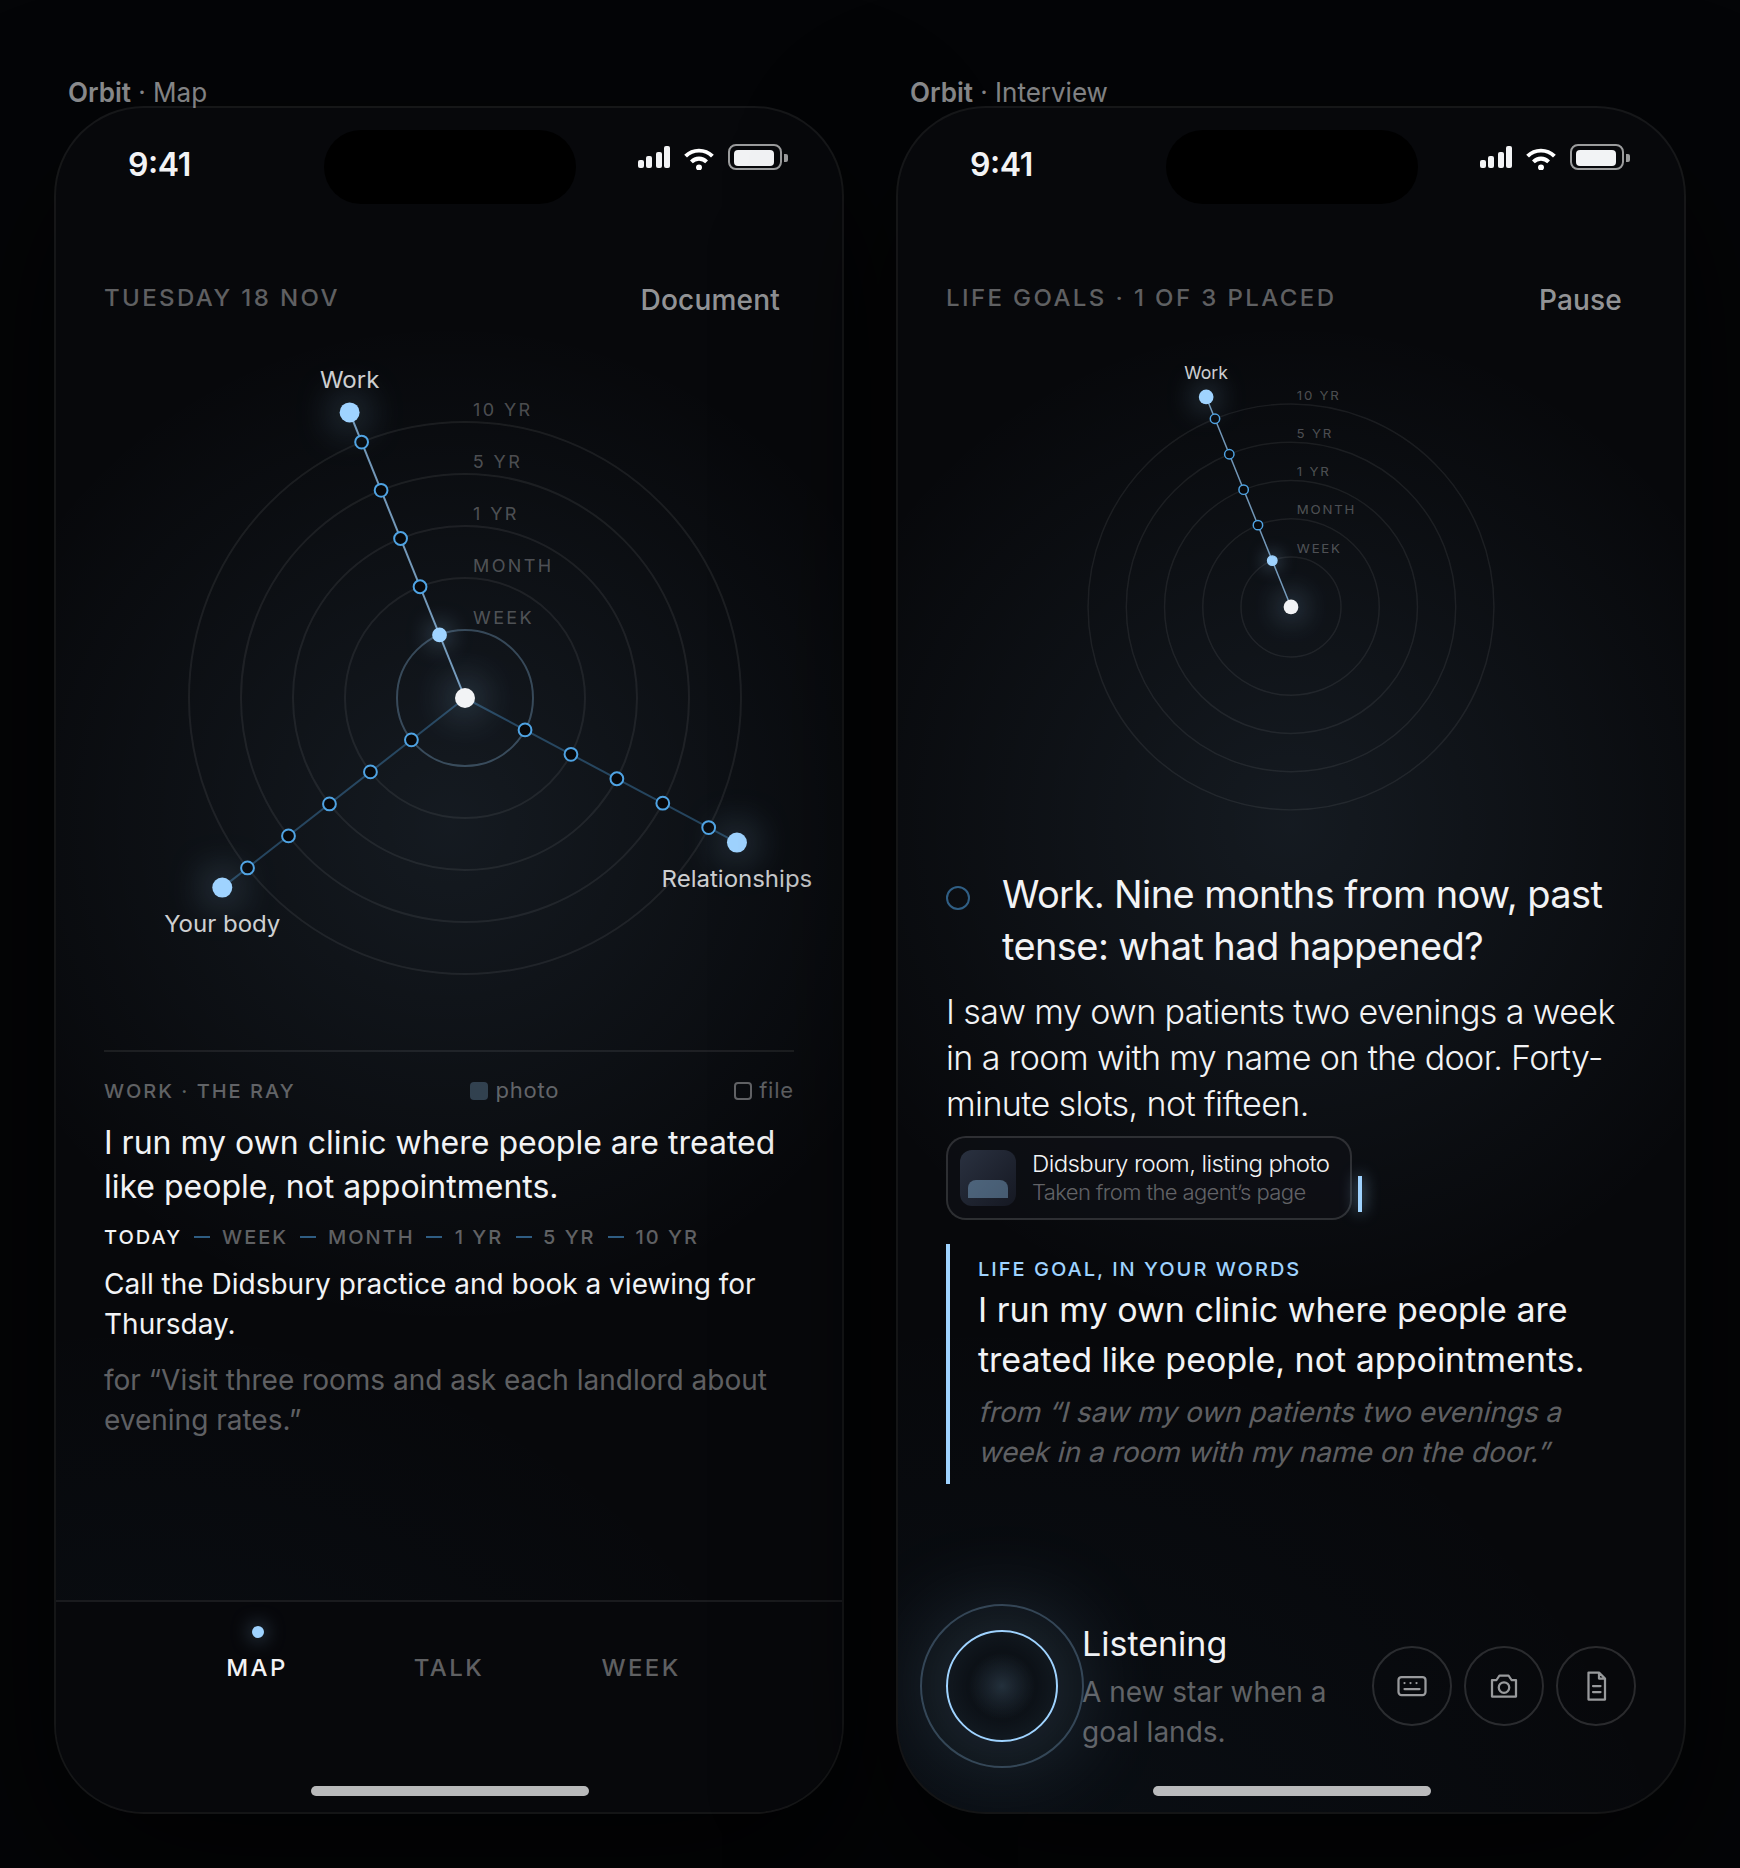 Orbit · Map
9:41
TUESDAY 18 NOV
Document
Work
10 YR
5 YR
1 YR
MONTH
WEEK
Relationships
Your body
WORK · THE RAY
photo
file
I run my own clinic where people are treated
like people, not appointments.
TODAY — WEEK — MONTH — 1 YR — 5 YR — 10 YR
Call the Didsbury practice and book a viewing for
Thursday.
for “Visit three rooms and ask each landlord about
evening rates.”
MAP
TALK
WEEK
Orbit · Interview
9:41
LIFE GOALS · 1 OF 3 PLACED
Pause
Work
10 YR
5 YR
1 YR
MONTH
WEEK
Work. Nine months from now, past
tense: what had happened?
I saw my own patients two evenings a week
in a room with my name on the door. Forty-
minute slots, not fifteen.
Didsbury room, listing photo
Taken from the agent’s page
LIFE GOAL, IN YOUR WORDS
I run my own clinic where people are
treated like people, not appointments.
from “I saw my own patients two evenings a
week in a room with my name on the door.”
Listening
A new star when a
goal lands.